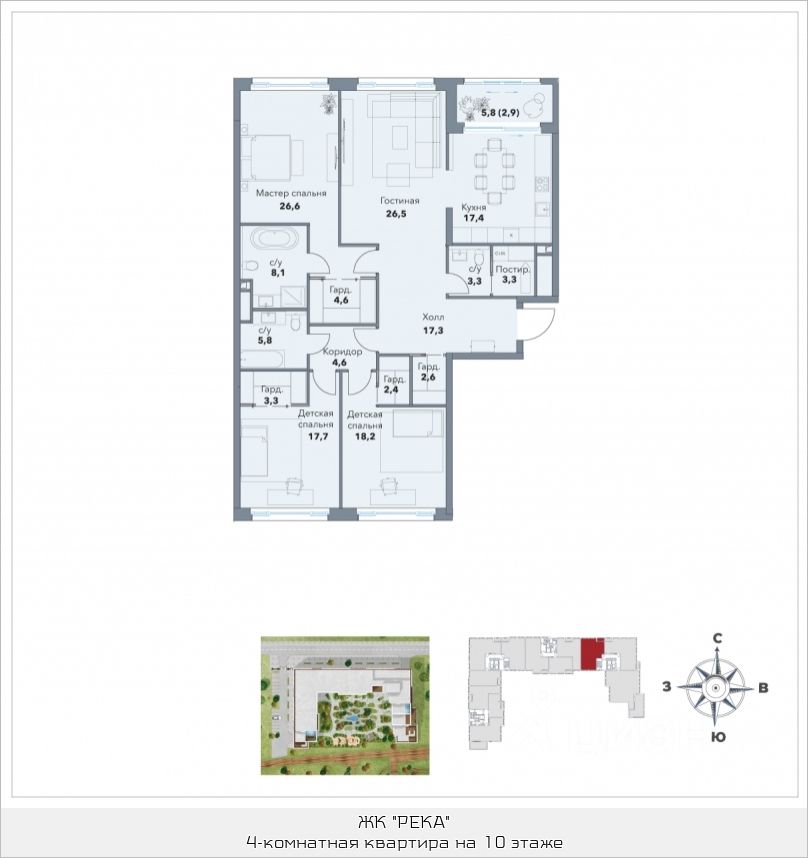 5,8 (2,9)
Мастер спальня
26,6
Гостиная
26,5
Кухня
17,4
с/у
8,1
Гард.
4,6
с/у
3,3
Постир.
3,3
Холл
17,3
с/у
5,8
Коридор
4,6
Гард.
2,6
Гард.
2,4
Гард.
3,3
Детская
спальня
17,7
Детская
спальня
18,2
С
З
В
Ю
циан
ЖК "РЕКА"
4-комнатная квартира на 10 этаже